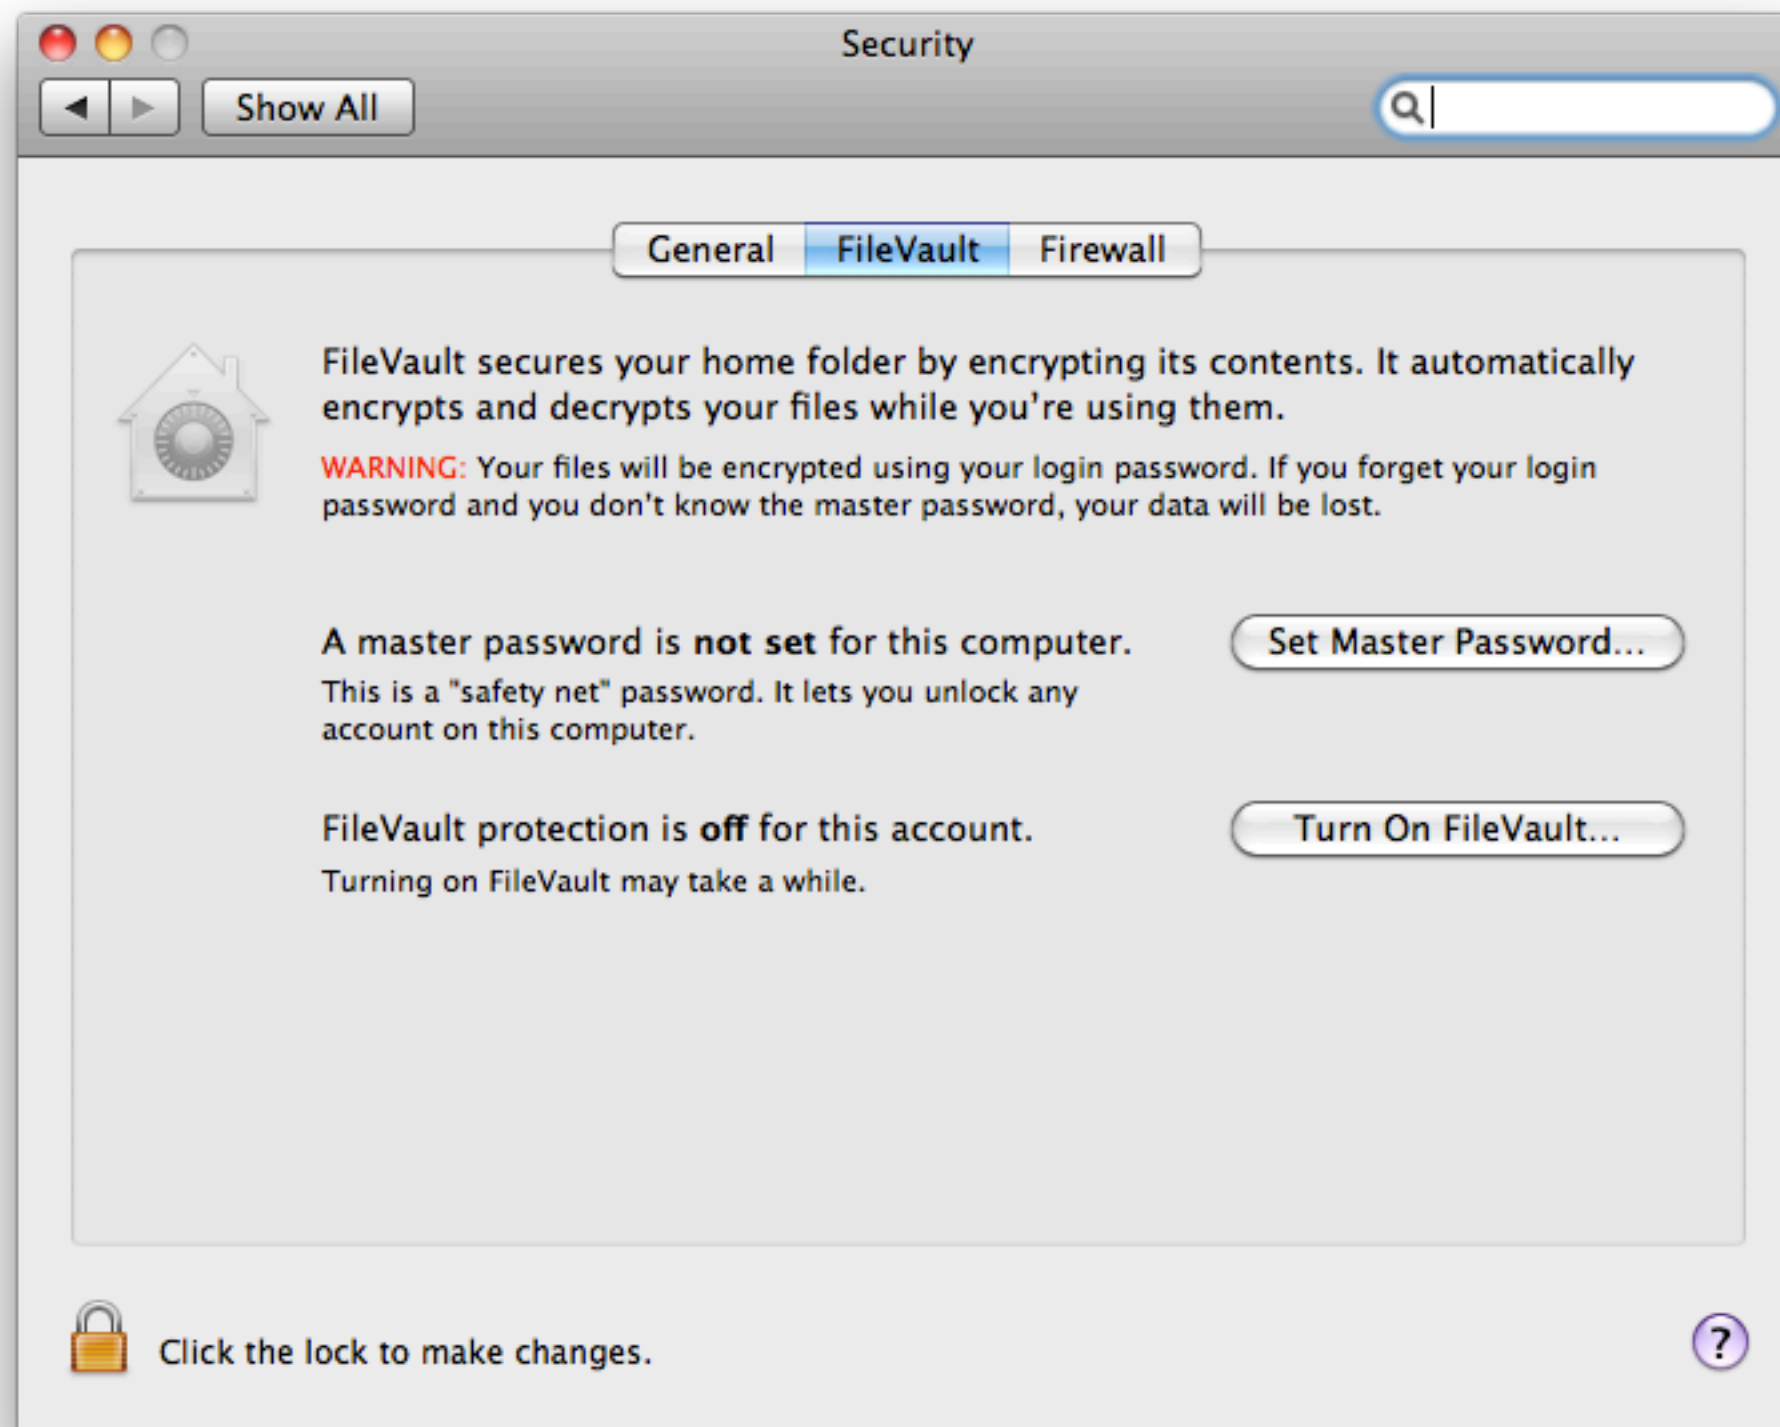 Security
Show All
General FileVault Firewall
FileVault secures your home folder by encrypting its contents. It automatically
encrypts and decrypts your files while you're using them.
WARNING: Your files will be encrypted using your login password. If you forget your login
password and you don't know the master password, your data will be lost.
A master password is not set for this computer.
Set Master Password...
This is a "safety net" password. It lets you unlock any
account on this computer.
FileVault protection is off for this account.
Turn On FileVault...
Turning on FileVault may take a while.
Click the lock to make changes.
?